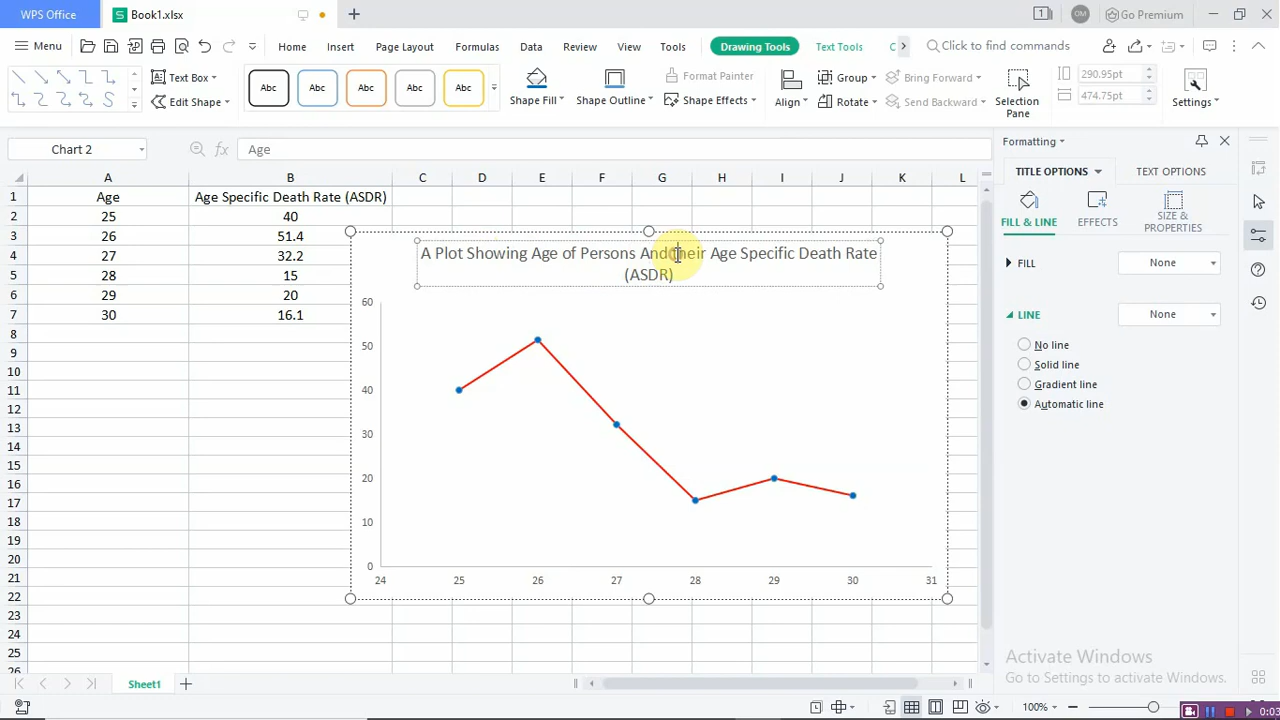 WPS Office
Book1.xlsx
1
OM
Go Premium
Menu
Home
Insert
Page Layout
Formulas
Data
Review
View
Tools
Drawing Tools
Text Tools
C
Click to find commands
Text Box
Edit Shape
Abc
Abc
Abc
Abc
Abc
Shape Fill
Shape Outline
Format Painter
Shape Effects
Align
Group
Rotate
Bring Forward
Send Backward
Selection
Pane
290.95pt
474.75pt
Settings
Chart 2
fx
Age
A B C D E F G H I J K L
1 Age Age Specific Death Rate (ASDR)
2 25 40
3 26 51.4
4 27 32.2
5 28 15
6 29 20
7 30 16.1
8
9
10
11
12
13
14
15
16
17
18
19
20
21
22
23
24
25
26
A Plot Showing Age of Persons And Their Age Specific Death Rate
(ASDR)
60
50
40
30
20
10
0
24 25 26 27 28 29 30 31
Formatting
TITLE OPTIONS
TEXT OPTIONS
FILL & LINE
EFFECTS
SIZE &
PROPERTIES
FILL
None
LINE
None
No line
Solid line
Gradient line
Automatic line
Activate Windows
Go to Settings to activate Windows.
Sheet1
100%
0:03